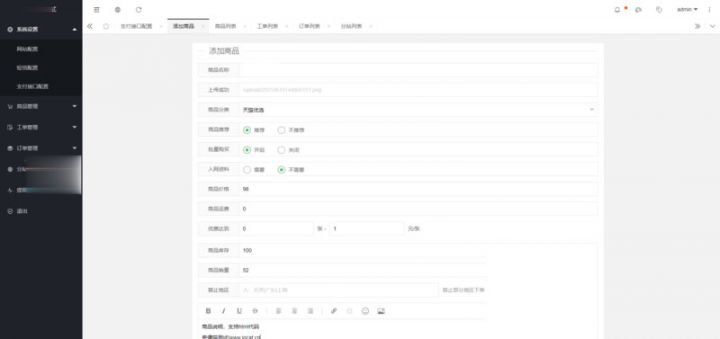 admin
系统设置
网站配置
短信配置
支付接口配置
商品管理
工单管理
订单管理
退出
支付接口配置
添加商品
商品列表
工单列表
订单列表
分站列表
添加商品
商品名称
上传成功
商品分类
商品推荐 推荐 不推荐
批量购买 开启 关闭
入网资料 需要 不需要
商品价格 98
商品运费 0
优惠达到 0 张 - 1 元/张
商品库存 100
商品销量 52
禁止地区 禁止部分地区下单
B I U S
商品说明，支持html代码